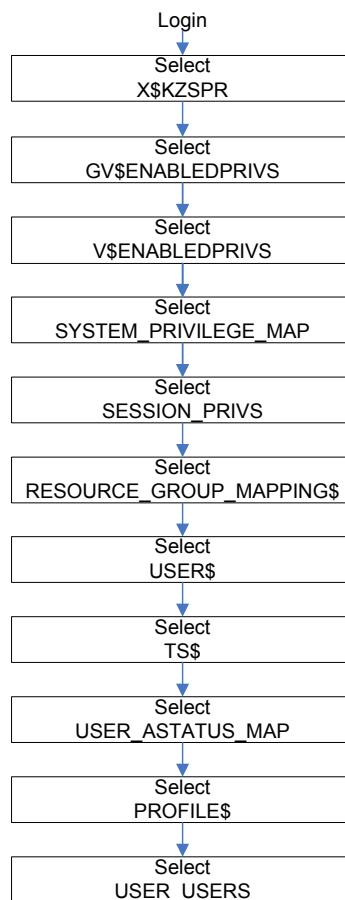 Login
Select
X$KZSPR
Select
GV$ENABLEDPRIVS
Select
V$ENABLEDPRIVS
Select
SYSTEM_PRIVILEGE_MAP
Select
SESSION_PRIVS
Select
RESOURCE_GROUP_MAPPING$
Select
USER$
Select
TS$
Select
USER_ASTATUS_MAP
Select
PROFILE$
Select
USER_USERS